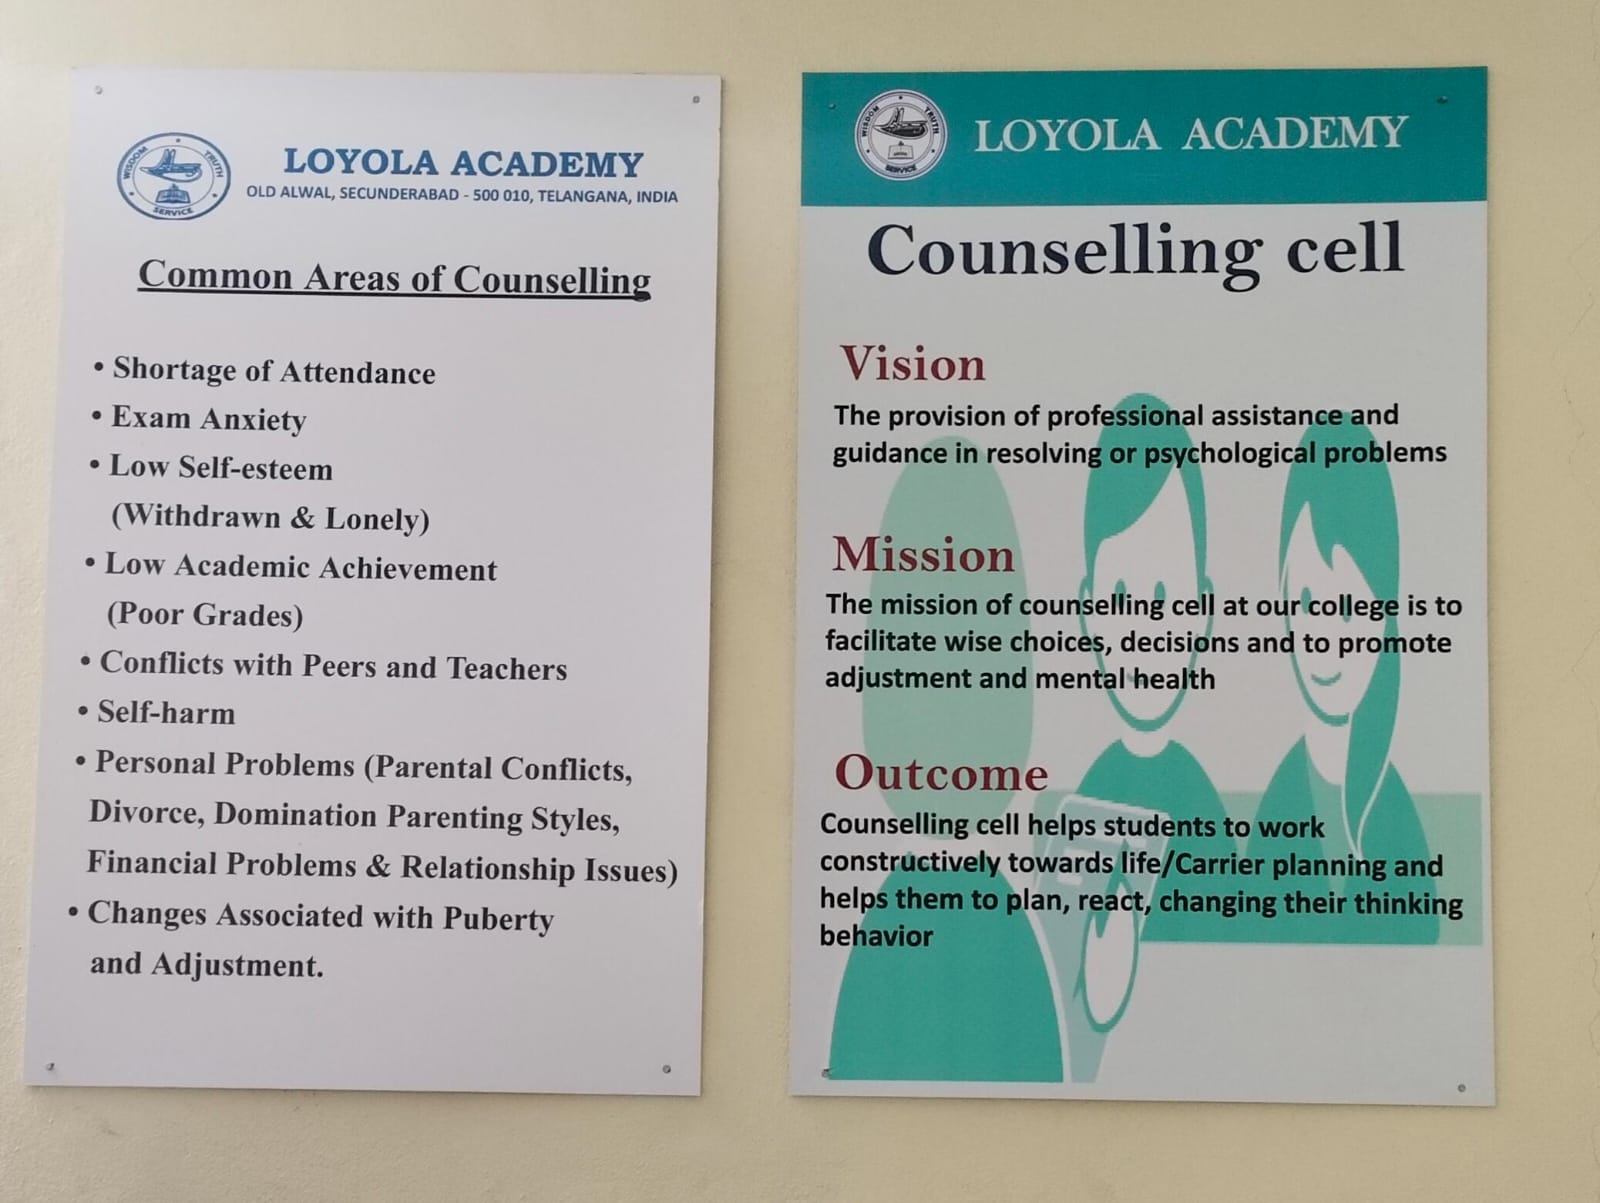 WISDOM TRUTH SERVICE
LOYOLA ACADEMY
OLD ALWAL, SECUNDERABAD - 500 010, TELANGANA, INDIA
Common Areas of Counselling
• Shortage of Attendance
• Exam Anxiety
• Low Self-esteem
(Withdrawn & Lonely)
• Low Academic Achievement
(Poor Grades)
• Conflicts with Peers and Teachers
• Self-harm
• Personal Problems (Parental Conflicts,
Divorce, Domination Parenting Styles,
Financial Problems & Relationship Issues)
• Changes Associated with Puberty
and Adjustment.
WISDOM TRUTH SERVICE
LOYOLA ACADEMY
Counselling cell
Vision
The provision of professional assistance and
guidance in resolving or psychological problems
Mission
The mission of counselling cell at our college is to
facilitate wise choices, decisions and to promote
adjustment and mental health
Outcome
Counselling cell helps students to work
constructively towards life/Carrier planning and
helps them to plan, react, changing their thinking
behavior